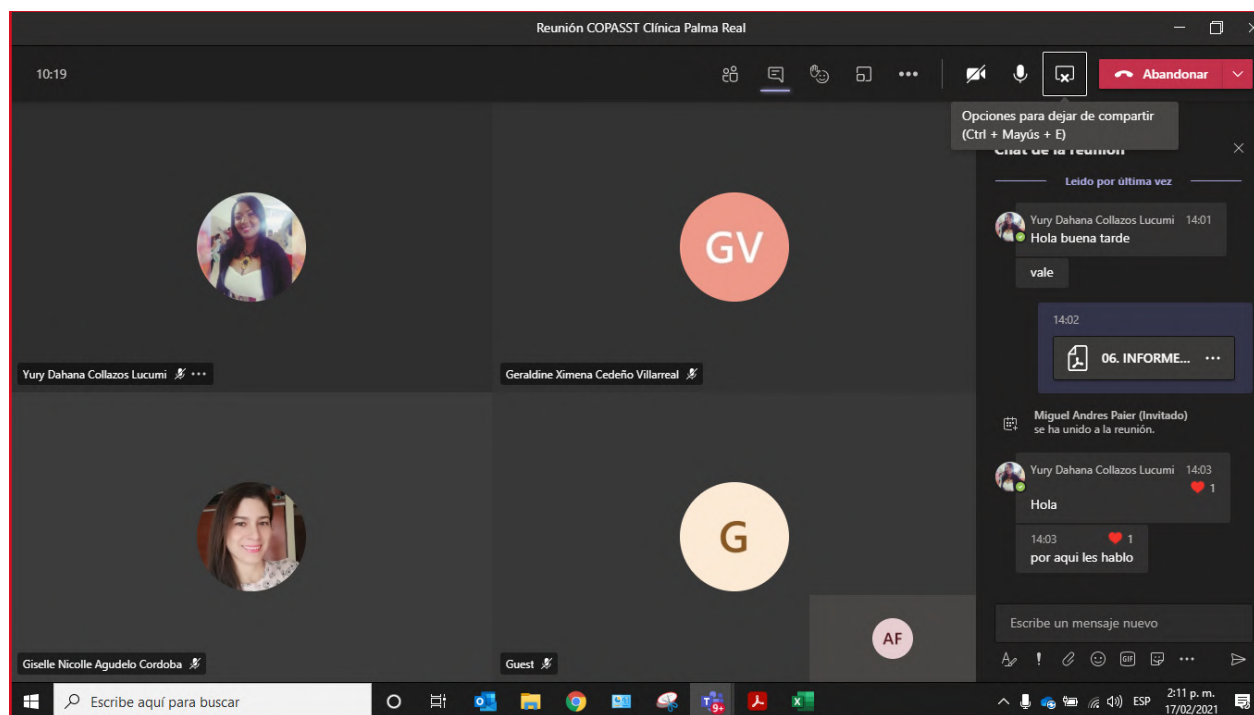 Reunión COPASST Clínica Palma Real
10:19
Abandonar
Opciones para dejar de compartir
(Ctrl + Mayús + E)
Chat de la reunión
Leído por última vez
GV
Yury Dahana Collazos Lucumi 14:01
Hola buena tarde
vale
14:02
06. INFORME... ...
Yury Dahana Collazos Lucumi ...
Geraldine Ximena Cedeño Villarreal
Miguel Andres Paier (Invitado)
se ha unido a la reunión.
Yury Dahana Collazos Lucumi 14:03
1
Hola
14:03 1
por aqui les hablo
G
AF
Escribe un mensaje nuevo
GIF
Giselle Nicolle Agudelo Cordoba
Guest
Escribe aquí para buscar
T
9+
ESP
2:11 p. m.
17/02/2021